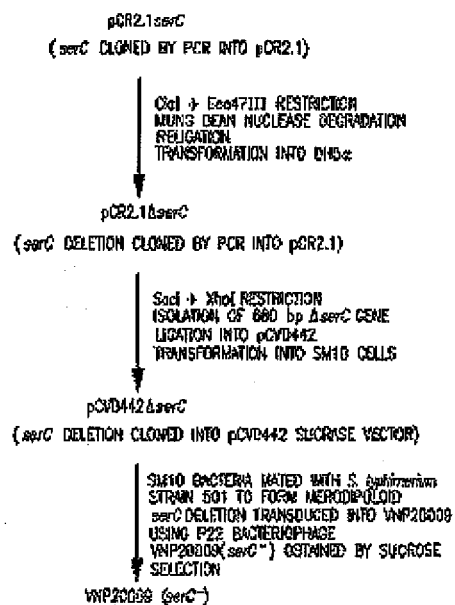 pCR2.1serC
(serC CLONED BY PCR INTO pCR2.1)
ClaI + Eco47III RESTRICTION
MUNG BEAN NUCLEASE DEGRADATION
RELIGATION
TRANSFORMATION INTO DH5α
pCR2.1ΔserC
(serC DELETION CLONED BY PCR INTO pCR2.1)
SacI + XhoI RESTRICTION
ISOLATION OF 660 bp ΔserC GENE
LIGATION INTO pCVD442
TRANSFORMATION INTO SM10 CELLS
pCVD442ΔserC
(serC DELETION CLONED INTO pCVD442 SUCRASE VECTOR)
SM10 BACTERIA MATED WITH S. typhimurium
STRAIN 501 TO FORM MERODIPLOID
serC DELETION TRANSDUCED INTO VNP20009
USING P22 BACTERIOPHAGE
VNP20009(serC⁻) OBTAINED BY SUCROSE
SELECTION
VNP20009 (serC⁻)